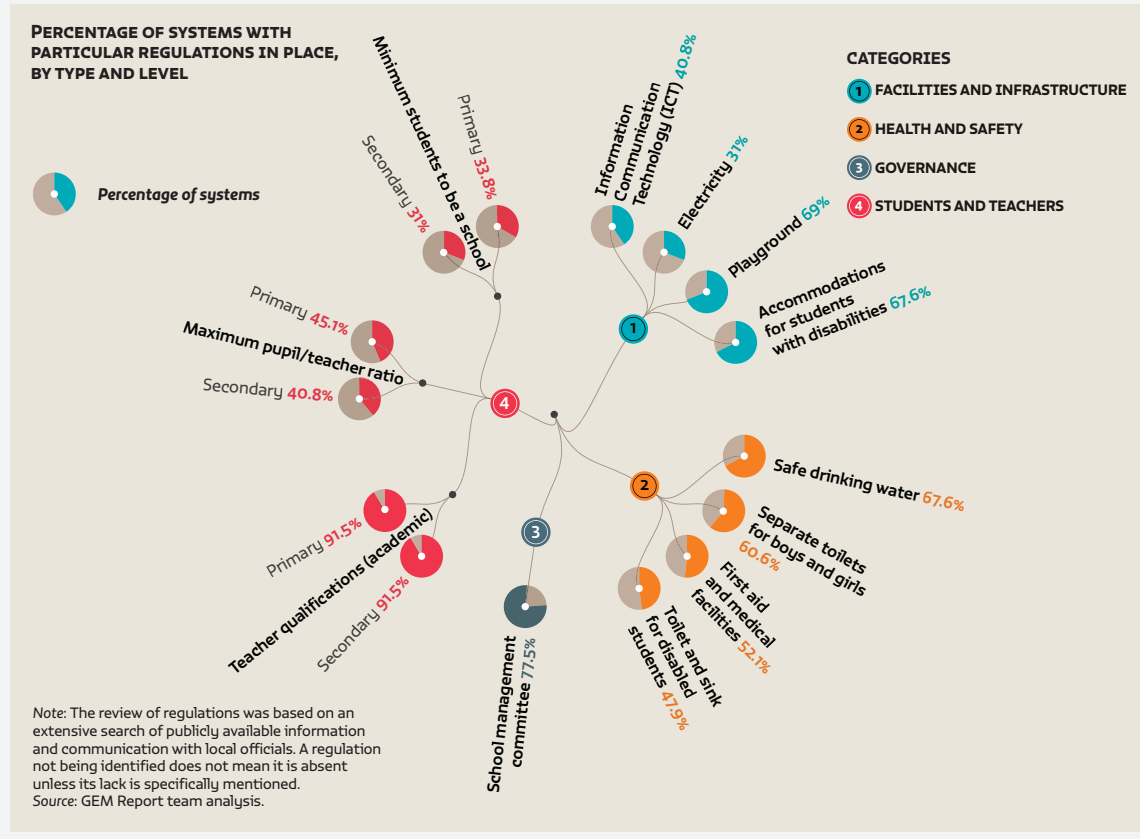 PERCENTAGE OF SYSTEMS WITH
PARTICULAR REGULATIONS IN PLACE,
BY TYPE AND LEVEL
Percentage of systems
CATEGORIES
1 FACILITIES AND INFRASTRUCTURE
2 HEALTH AND SAFETY
3 GOVERNANCE
4 STUDENTS AND TEACHERS
Minimum students to be a school
Primary 33.8%
Secondary 31%
Maximum pupil/teacher ratio
Primary 45.1%
Secondary 40.8%
Teacher qualifications (academic)
Primary 91.5%
Secondary 91.5%
4
1
Information
Communication
Technology (ICT) 40.8%
Electricity 31%
Playground 69%
Accommodations
for students
with disabilities 67.6%
2
Safe drinking water 67.6%
Separate toilets
for boys and girls
60.6%
First aid
and medical
facilities 52.1%
Toilet and sink
for disabled
students 47.9%
3
School management
committee 77.5%
Note: The review of regulations was based on an
extensive search of publicly available information
and communication with local officials. A regulation
not being identified does not mean it is absent
unless its lack is specifically mentioned.
Source: GEM Report team analysis.